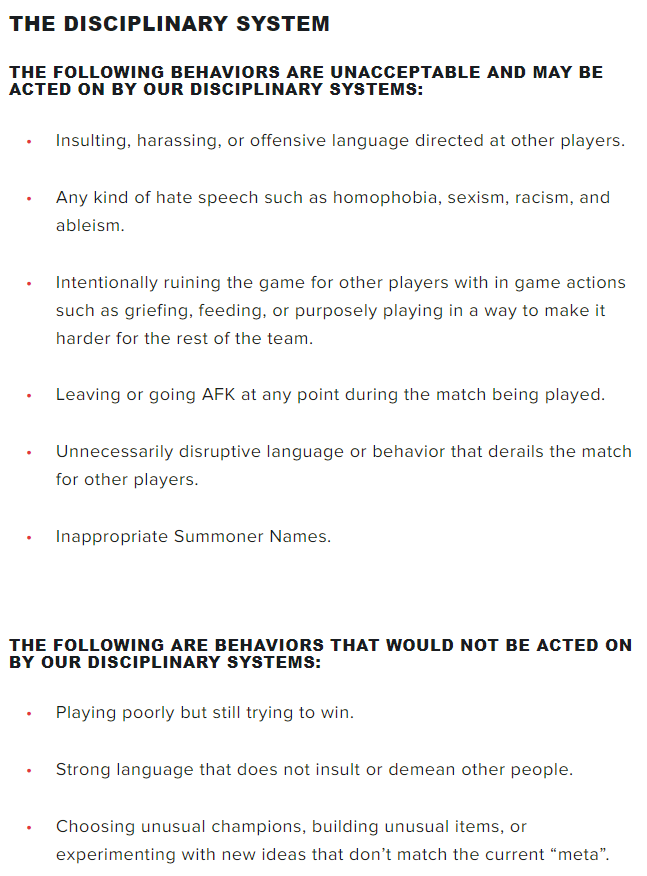 THE DISCIPLINARY SYSTEM
THE FOLLOWING BEHAVIORS ARE UNACCEPTABLE AND MAY BE
ACTED ON BY OUR DISCIPLINARY SYSTEMS:
• Insulting, harassing, or offensive language directed at other players.
• Any kind of hate speech such as homophobia, sexism, racism, and
ableism.
• Intentionally ruining the game for other players with in game actions
such as griefing, feeding, or purposely playing in a way to make it
harder for the rest of the team.
• Leaving or going AFK at any point during the match being played.
• Unnecessarily disruptive language or behavior that derails the match
for other players.
• Inappropriate Summoner Names.
THE FOLLOWING ARE BEHAVIORS THAT WOULD NOT BE ACTED ON
BY OUR DISCIPLINARY SYSTEMS:
• Playing poorly but still trying to win.
• Strong language that does not insult or demean other people.
• Choosing unusual champions, building unusual items, or
experimenting with new ideas that don’t match the current “meta”.